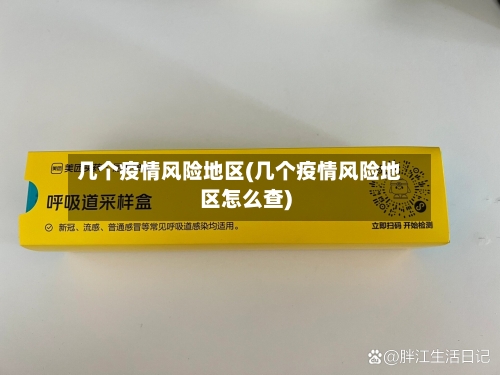 美团
几个疫情风险地区(几个疫情风险地
区怎么查)
呼吸道采样盒
新冠、流感、普通感冒等常见呼吸道感染均适用。
立即扫码 开始检测
@胖江生活日记